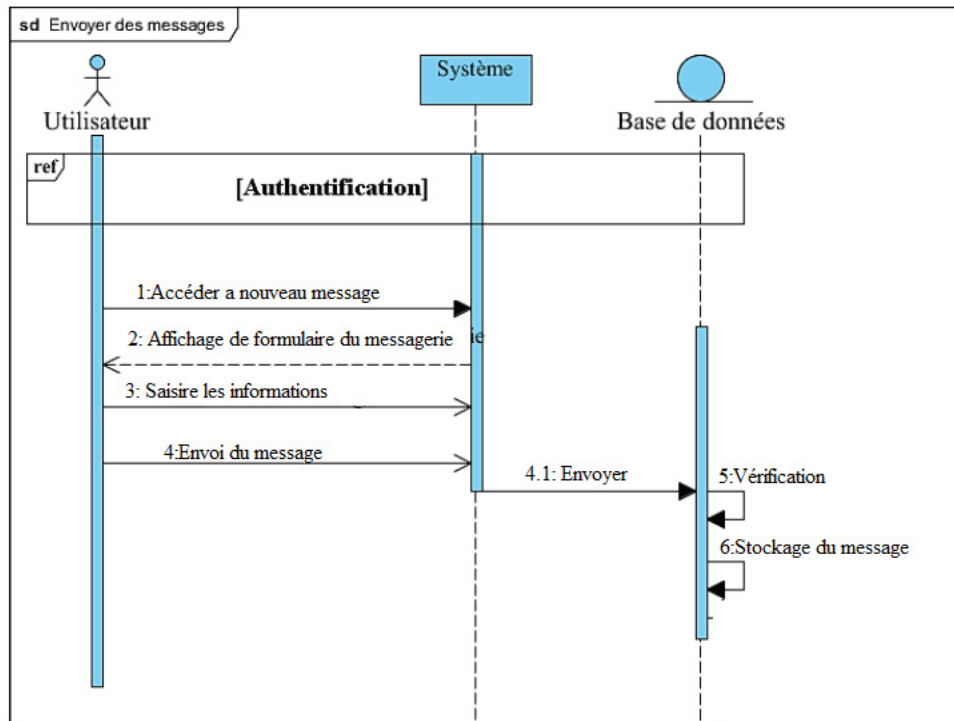 sd Envoyer des messages
Utilisateur
Système
Base de données
ref
[Authentification]
1:Accéder a nouveau message
2: Affichage de formulaire du messagerie
ie
3: Saisire les informations
4:Envoi du message
4.1: Envoyer
5:Vérification
6:Stockage du message